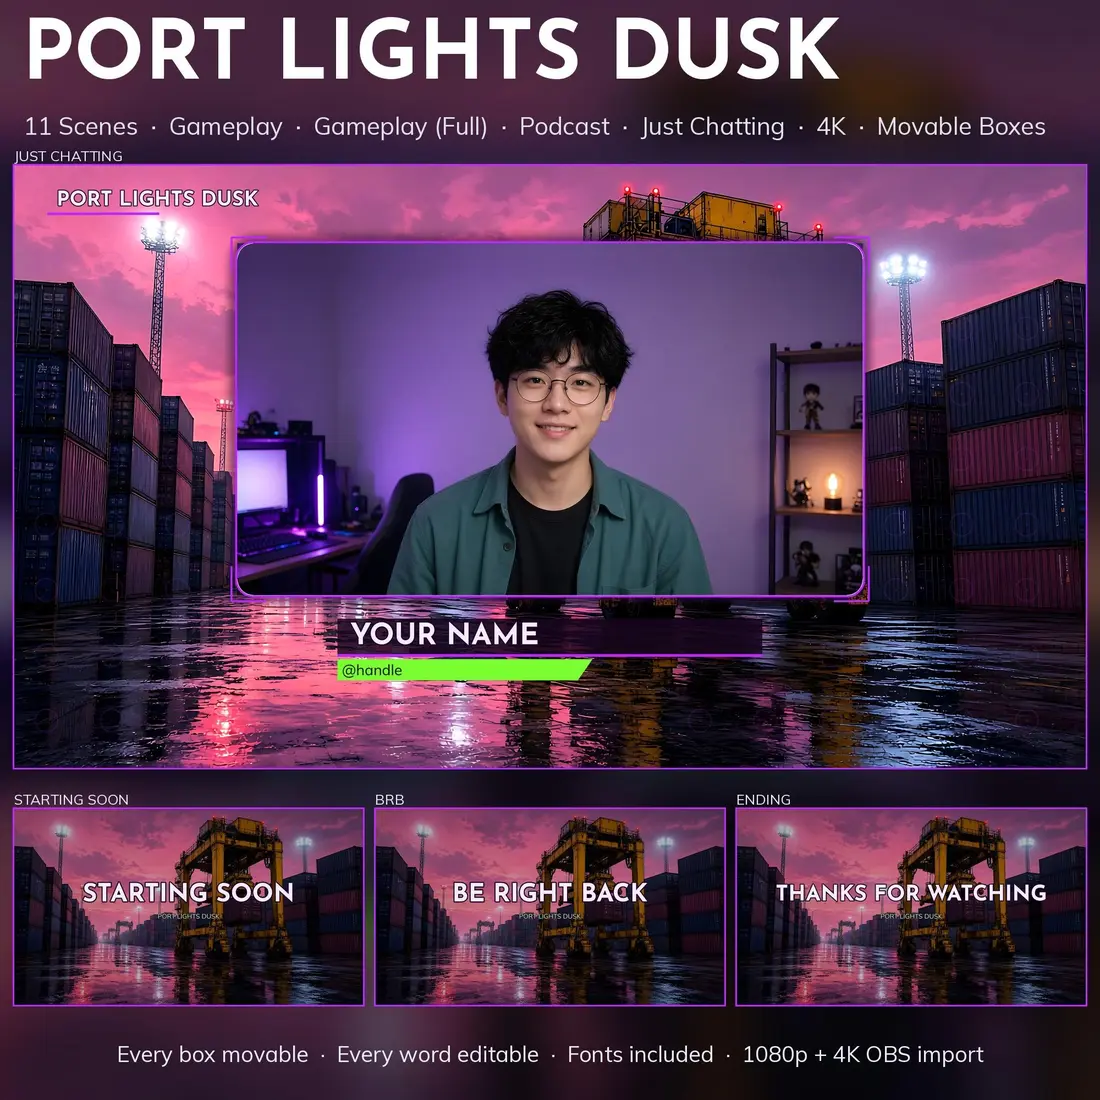 PORT LIGHTS DUSK
11 Scenes · Gameplay · Gameplay (Full) · Podcast · Just Chatting · 4K · Movable Boxes
JUST CHATTING
PORT LIGHTS DUSK
YOUR NAME
@handle
STARTING SOON
BRB
ENDING
STARTING SOON
PORT LIGHTS DUSK
BE RIGHT BACK
PORT LIGHTS DUSK
THANKS FOR WATCHING
PORT LIGHTS DUSK
Every box movable · Every word editable · Fonts included · 1080p + 4K OBS import